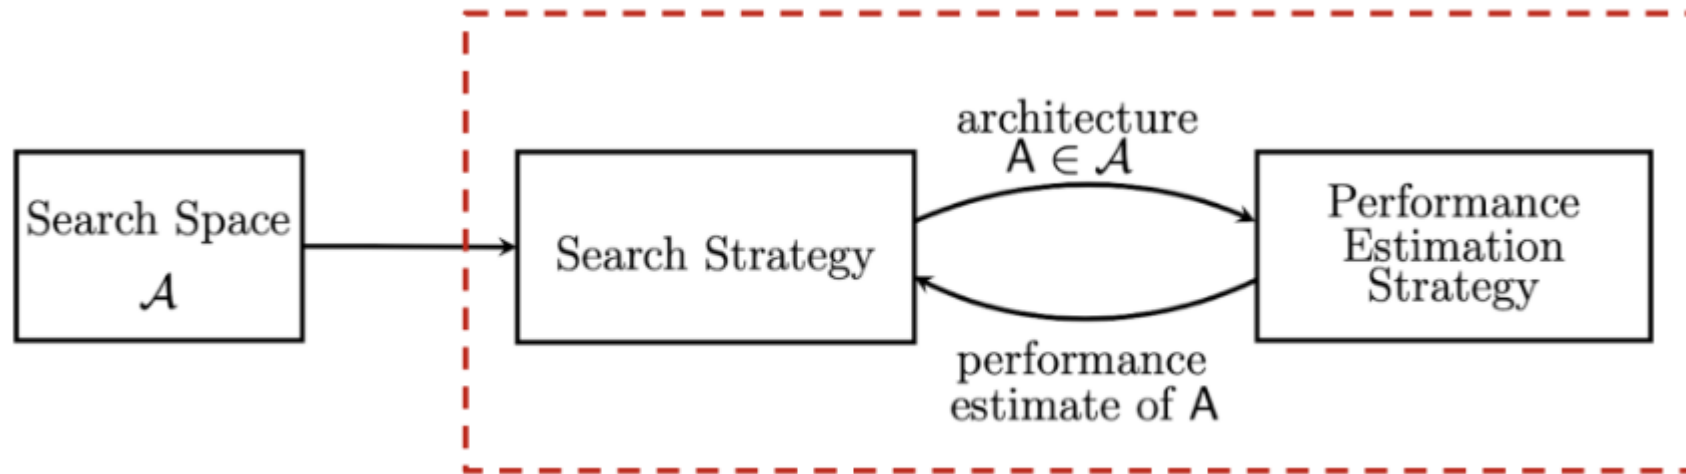 Search Space
𝒜
Search Strategy
architecture
A ∈ 𝒜
performance
estimate of A
Performance
Estimation
Strategy